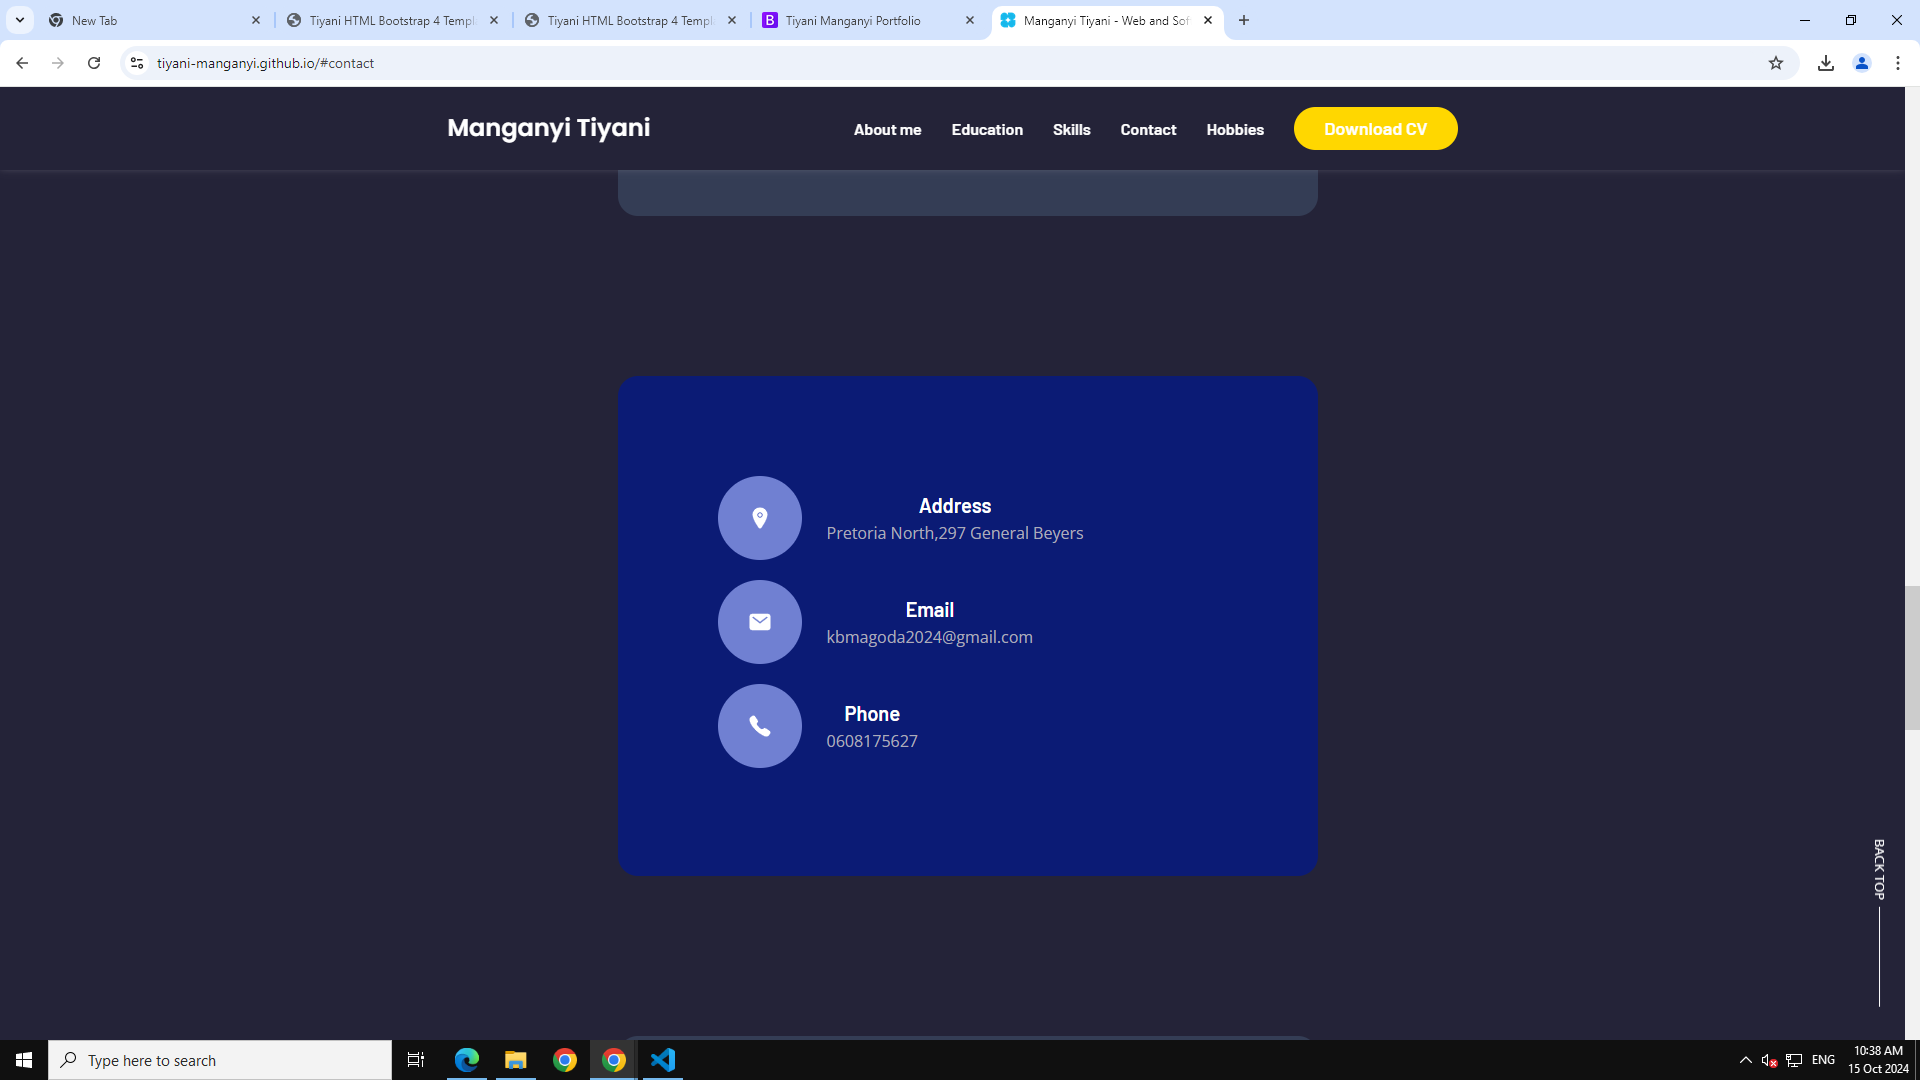 New Tab
Tiyani HTML Bootstrap 4 Templ
Tiyani HTML Bootstrap 4 Templ
Tiyani Manganyi Portfolio
Manganyi Tiyani - Web and Sof
tiyani-manganyi.github.io/#contact
Manganyi Tiyani
About me
Education
Skills
Contact
Hobbies
Download CV
Address
Pretoria North,297 General Beyers
Email
kbmagoda2024@gmail.com
Phone
0608175627
BACK TOP
Type here to search
ENG
10:38 AM
15 Oct 2024